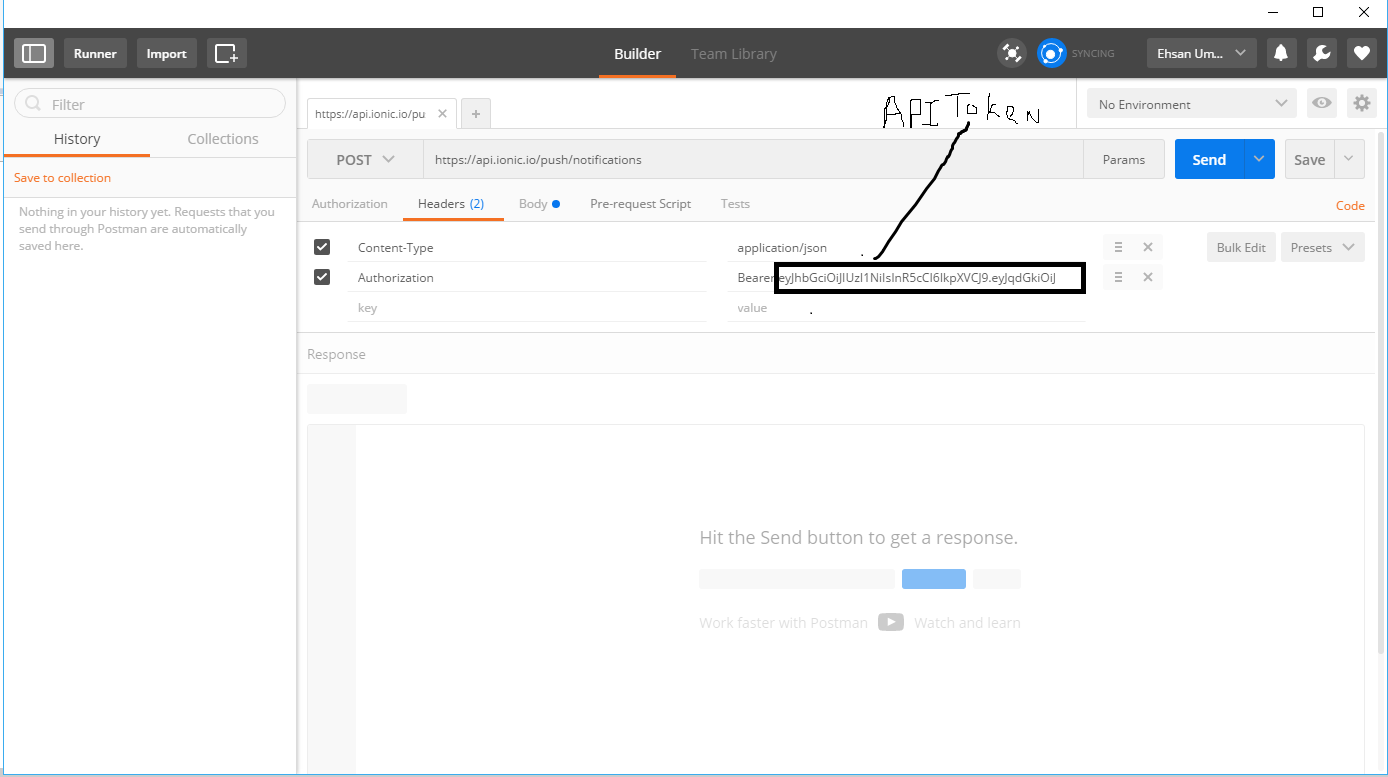 Runner Import Builder Team Library SYNCING Ehsan Um...
Filter
History Collections
Save to collection
Nothing in your history yet. Requests that you
send through Postman are automatically
saved here.
https://api.ionic.io/pu
API Token
No Environment
POST https://api.ionic.io/push/notifications Params Send Save
Authorization Headers (2) Body Pre-request Script Tests Code
Content-Type application/json Bulk Edit Presets
Authorization Bearer eyJhbGciOiJIUzI1NiIsInR5cCI6IkpXVCJ9.eyJqdGkiOiJ
key value
Response
Hit the Send button to get a response.
Work faster with Postman Watch and learn